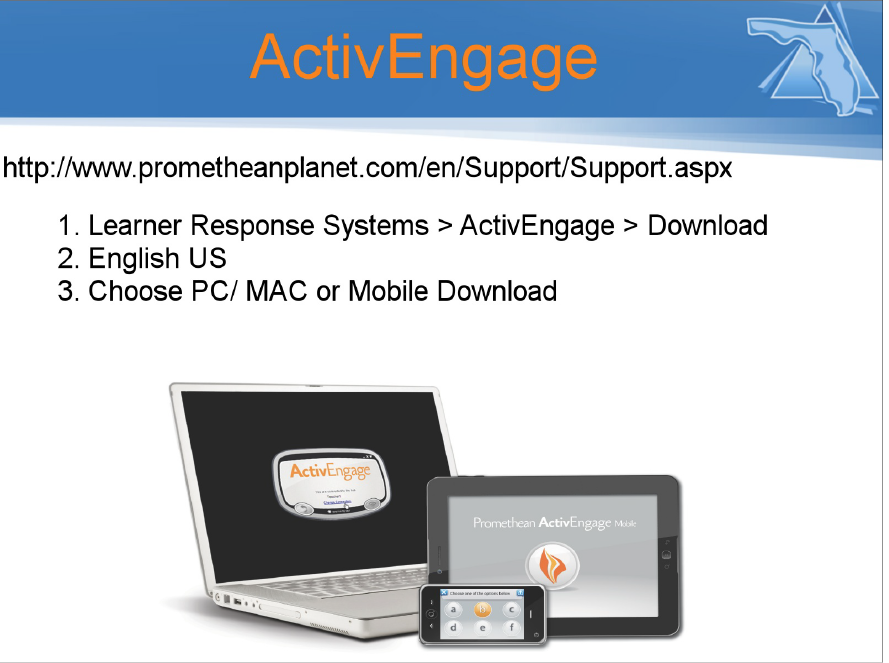 ActivEngage
http://www.prometheanplanet.com/en/Support/Support.aspx
1. Learner Response Systems > ActivEngage > Download
2. English US
3. Choose PC/ MAC or Mobile Download
ActivEngage
Promethean ActivEngage Mobile
Choose one of the options below
a B c
d e f